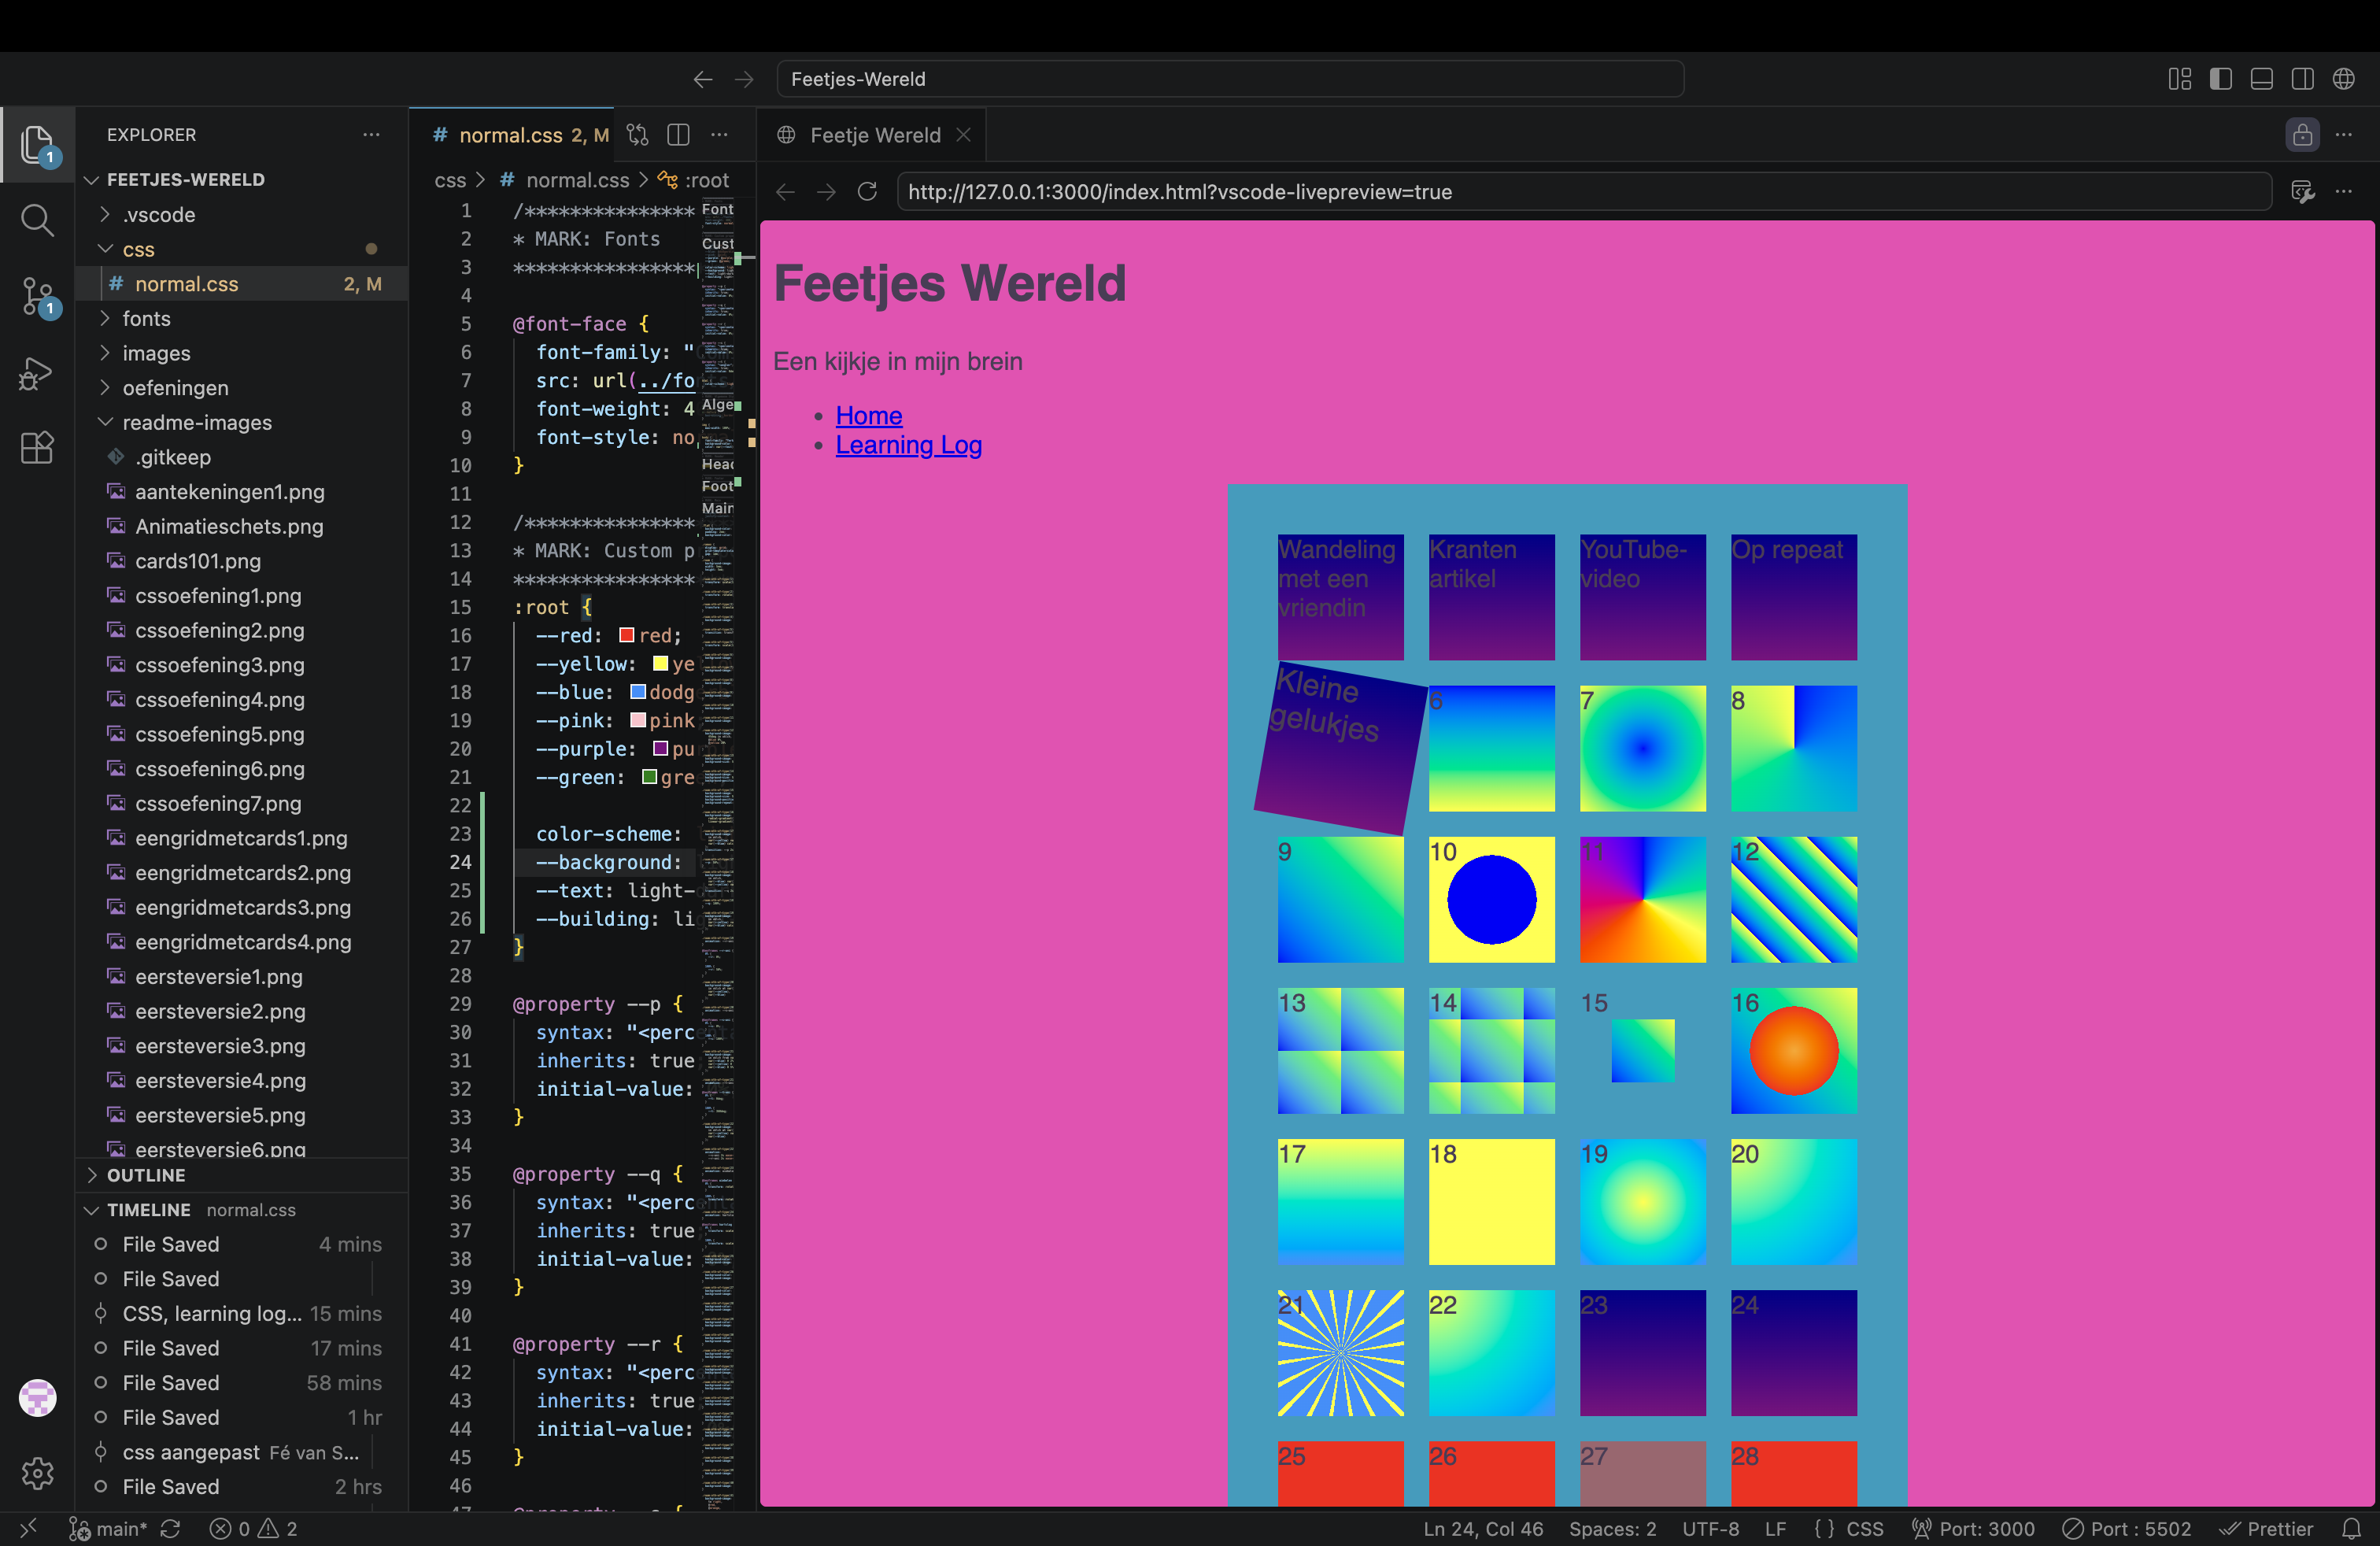 Feetjes-Wereld
EXPLORER
FEETJES-WERELD
.vscode
css
# normal.css 2, M
fonts
images
oefeningen
readme-images
.gitkeep
aantekeningen1.png
Animatieschets.png
cards101.png
cssoefening1.png
cssoefening2.png
cssoefening3.png
cssoefening4.png
cssoefening5.png
cssoefening6.png
cssoefening7.png
eengridmetcards1.png
eengridmetcards2.png
eengridmetcards3.png
eengridmetcards4.png
eersteversie1.png
eersteversie2.png
eersteversie3.png
eersteversie4.png
eersteversie5.png
eersteversie6.png
OUTLINE
TIMELINE normal.css
File Saved 4 mins
File Saved
CSS, learning log... 15 mins
File Saved 17 mins
File Saved 58 mins
File Saved 1 hr
css aangepast Fé van S...
File Saved 2 hrs
1
1
# normal.css 2, M
css > # normal.css > :root
1 /***************
2 * MARK: Fonts
3 ****************
4
5 @font-face {
6 font-family: "
7 src: url(../fo
8 font-weight: 4
9 font-style: no
10 }
11
12 /***************
13 * MARK: Custom p
14 ****************
15 :root {
16 --red: red;
17 --yellow: ye
18 --blue: dodg
19 --pink: pink
20 --purple: pu
21 --green: gre
22
23 color-scheme:
24 --background:
25 --text: light-
26 --building: li
27 }
28
29 @property --p {
30 syntax: "<perc
31 inherits: true
32 initial-value:
33 }
34
35 @property --q {
36 syntax: "<perc
37 inherits: true
38 initial-value:
39 }
40
41 @property --r {
42 syntax: "<perc
43 inherits: true
44 initial-value:
45 }
46
Font
Cust
Alge
Head
Foot
Main
Feetje Wereld
http://127.0.0.1:3000/index.html?vscode-livepreview=true
Feetjes Wereld
Een kijkje in mijn brein
Home
Learning Log
Wandeling
met een
vriendin
Kranten
artikel
YouTube-
video
Op repeat
Kleine
gelukjes
6
7
8
9
10
11
12
13
14
15
16
17
18
19
20
21
22
23
24
25
26
27
28
main* 0 2
Ln 24, Col 46 Spaces: 2 UTF-8 LF { } CSS Port: 3000 Port : 5502 Prettier